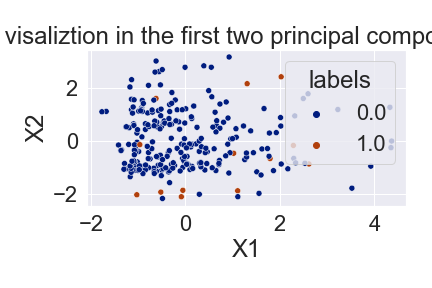 visaliztion in the first two principal compo
labels
0.0
1.0
X2
2
0
−2
−2
0
2
4
X1